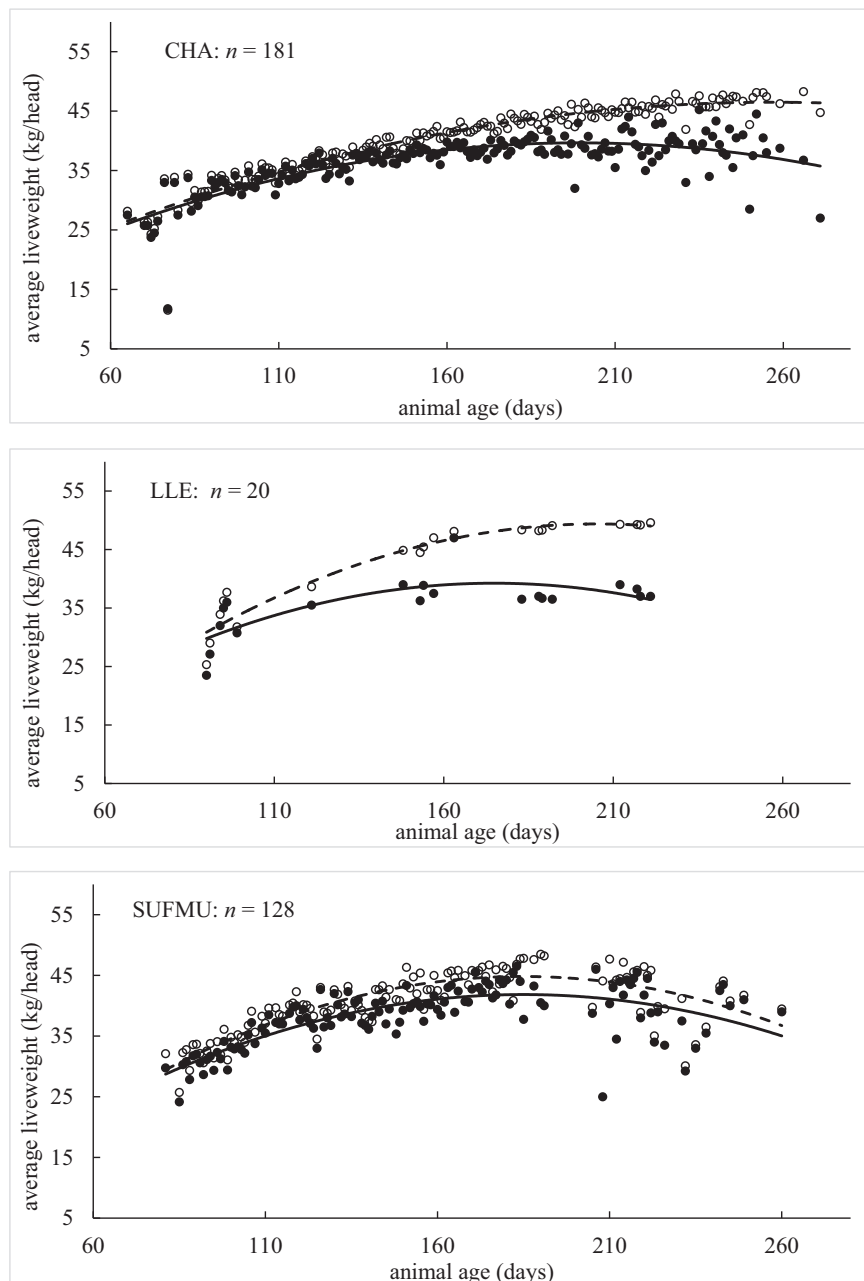 CHA: n = 181
average liveweight (kg/head)
55
45
35
25
15
5
60 110 160 210 260
animal age (days)
LLE: n = 20
average liveweight (kg/head)
55
45
35
25
15
5
60 110 160 210 260
animal age (days)
SUFMU: n = 128
average liveweight (kg/head)
55
45
35
25
15
5
60 110 160 210 260
animal age (days)